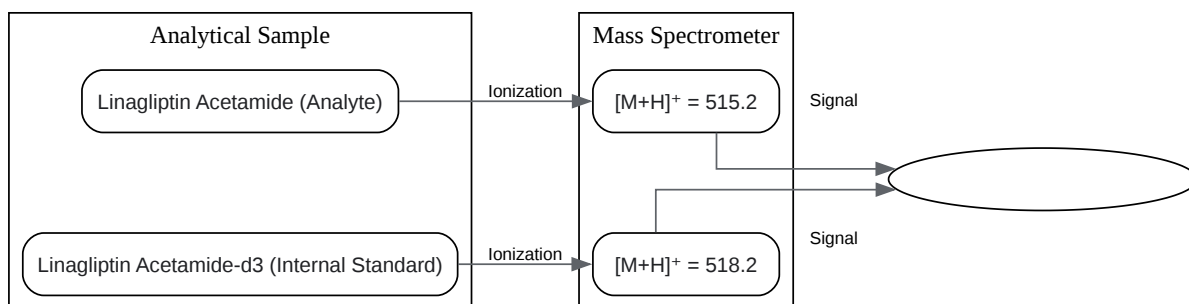 Analytical Sample
Mass Spectrometer
Linagliptin Acetamide (Analyte)
Ionization
[M+H]⁺ = 515.2
Signal
Linagliptin Acetamide-d3 (Internal Standard)
Ionization
[M+H]⁺ = 518.2
Signal